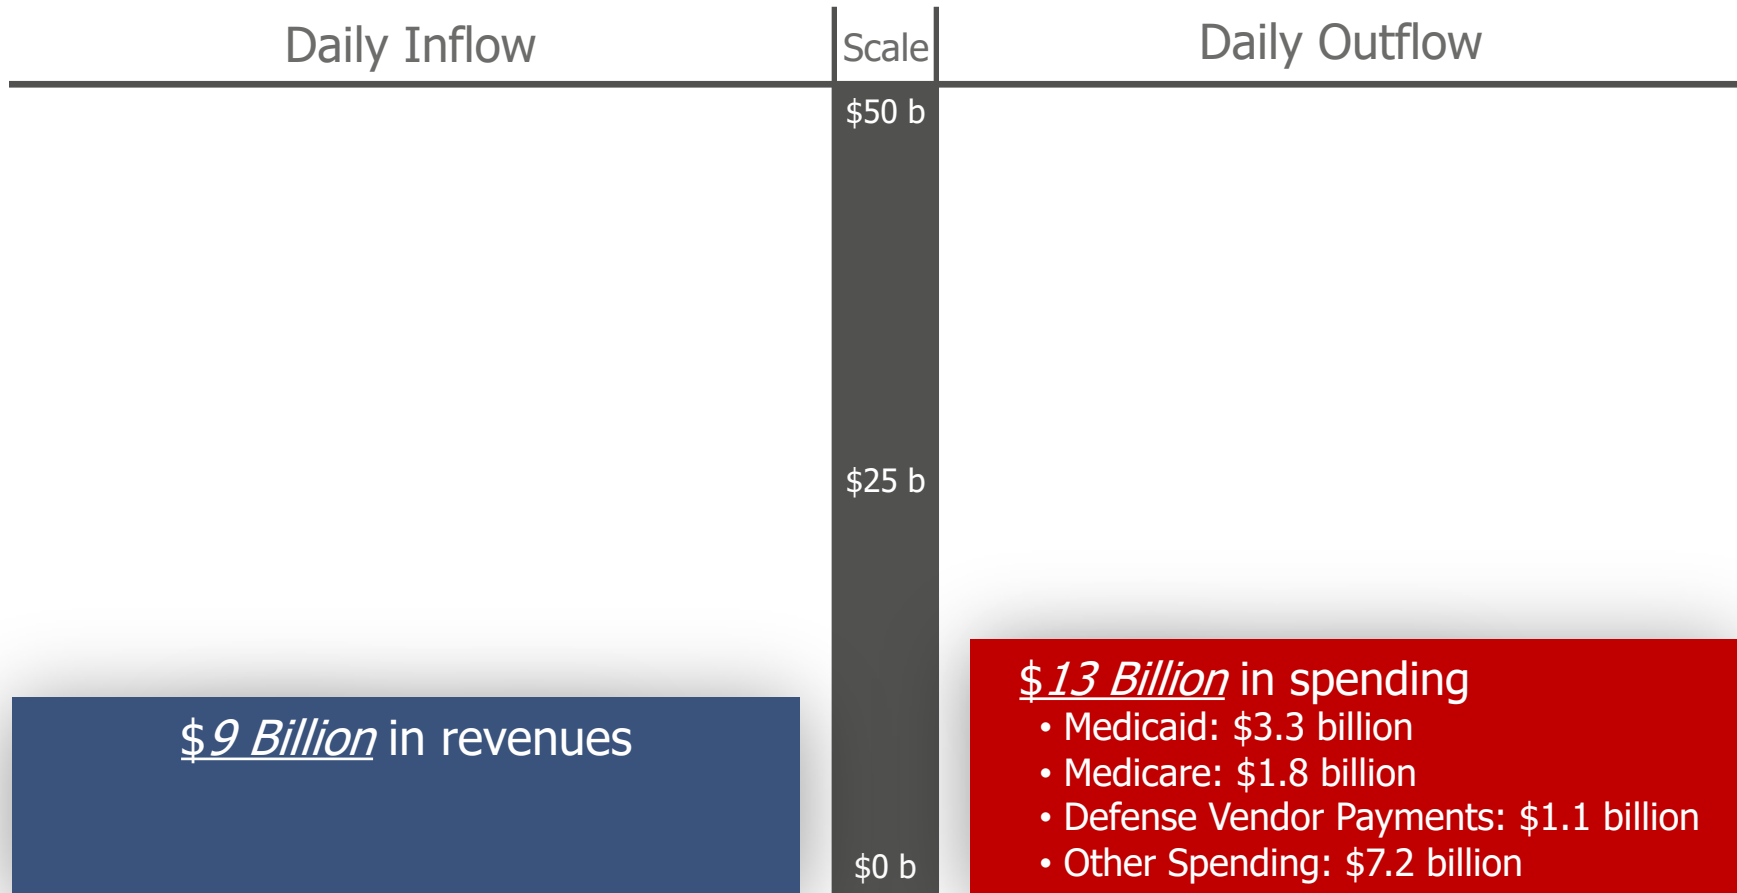 Daily Inflow
Scale
Daily Outflow
$50 b
$25 b
$0 b
$9 Billion in revenues
$13 Billion in spending
• Medicaid: $3.3 billion
• Medicare: $1.8 billion
• Defense Vendor Payments: $1.1 billion
• Other Spending: $7.2 billion